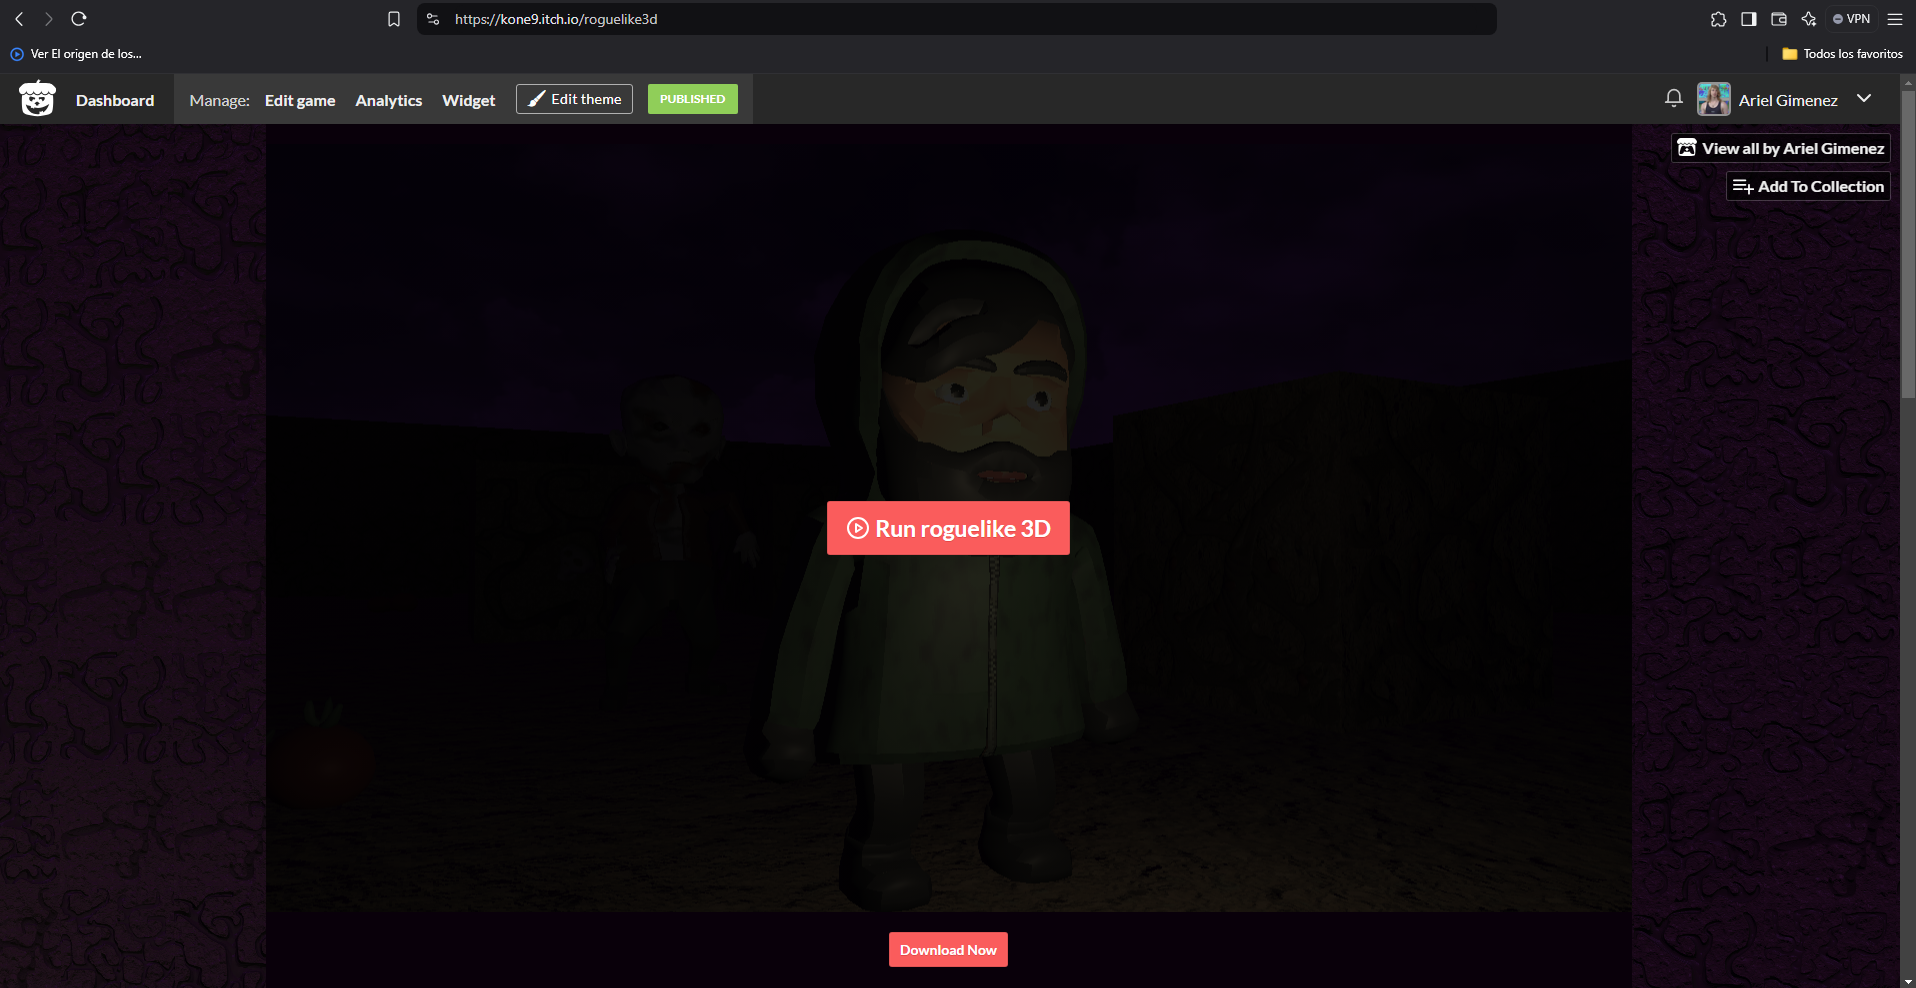 https://kone9.itch.io/roguelike3d
VPN
Ver El origen de los...
Todos los favoritos
Dashboard
Manage:
Edit game
Analytics
Widget
Edit theme
PUBLISHED
Ariel Gimenez
View all by Ariel Gimenez
Add To Collection
Run roguelike 3D
Download Now